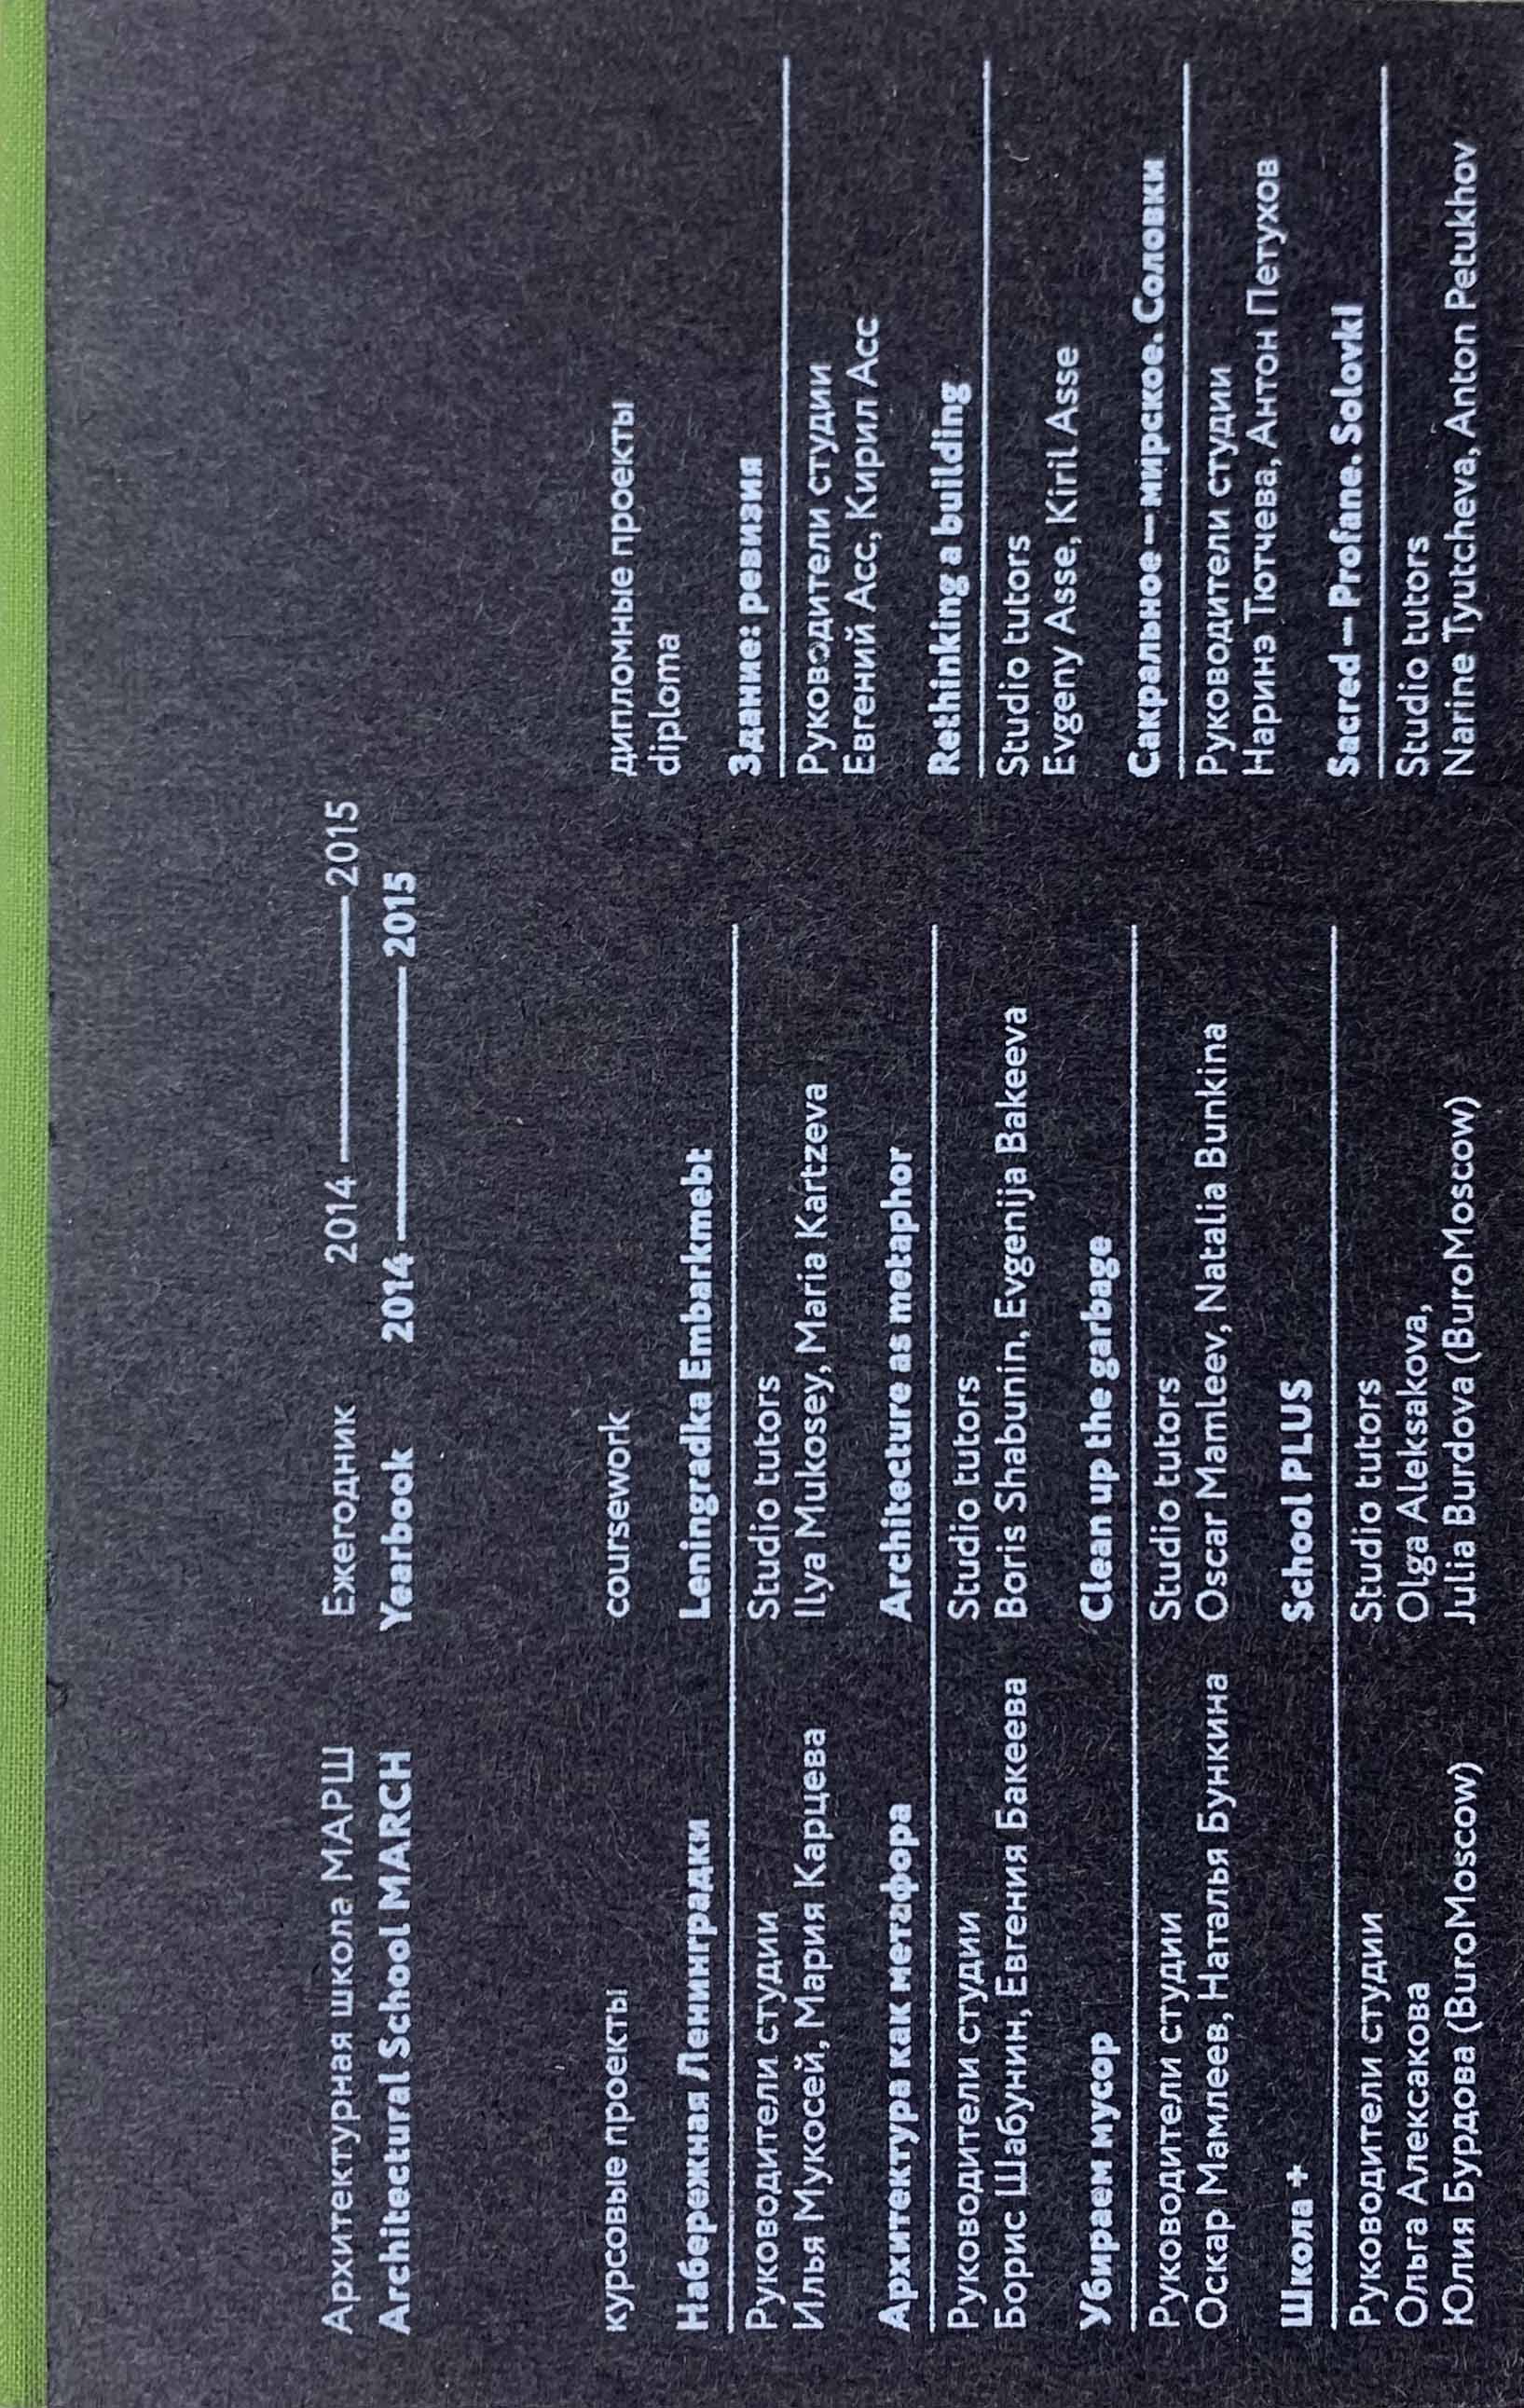 Архитектурная школа МАРШ
Architectural School MARCH
Ежегодник 2014 — 2015
Yearbook 2014 — 2015
курсовые проекты
Набережная Ленинградки
Руководители студии
Илья Мукосей, Мария Карцева
Архитектура как метафора
Руководители студии
Борис Шабунин, Евгения Бакеева
Убираем мусор
Руководители студии
Оскар Мамлеев, Наталья Бункина
Школа +
Руководители студии
Ольга Алексакова
Юлия Бурдова (BuroMoscow)
coursework
Leningradka Embarkmebt
Studio tutors
Ilya Mukosey, Maria Kartzeva
Architecture as metaphor
Studio tutors
Boris Shabunin, Evgenija Bakeeva
Clean up the garbage
Studio tutors
Oscar Mamleev, Natalia Bunkina
School PLUS
Studio tutors
Olga Aleksakova,
Julia Burdova (BuroMoscow)
дипломные проекты
diploma
Здание: ревизия
Руководители студии
Евгений Асс, Кирил Асс
Rethinking a building
Studio tutors
Evgeny Asse, Kiril Asse
Сакральное — мирское. Соловки
Руководители студии
Наринэ Тютчева, Антон Петухов
Sacred — Profane. Solovki
Studio tutors
Narine Tyutcheva, Anton Petukhov